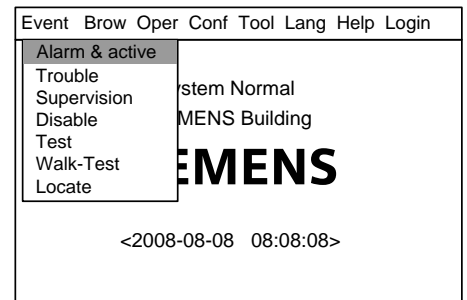 Event Brow Oper Conf Tool Lang Help Login
Alarm & active
Trouble
Supervision
Disable
Test
Walk-Test
Locate
stem Normal
MENS Building
EMENS
<2008-08-08 08:08:08>